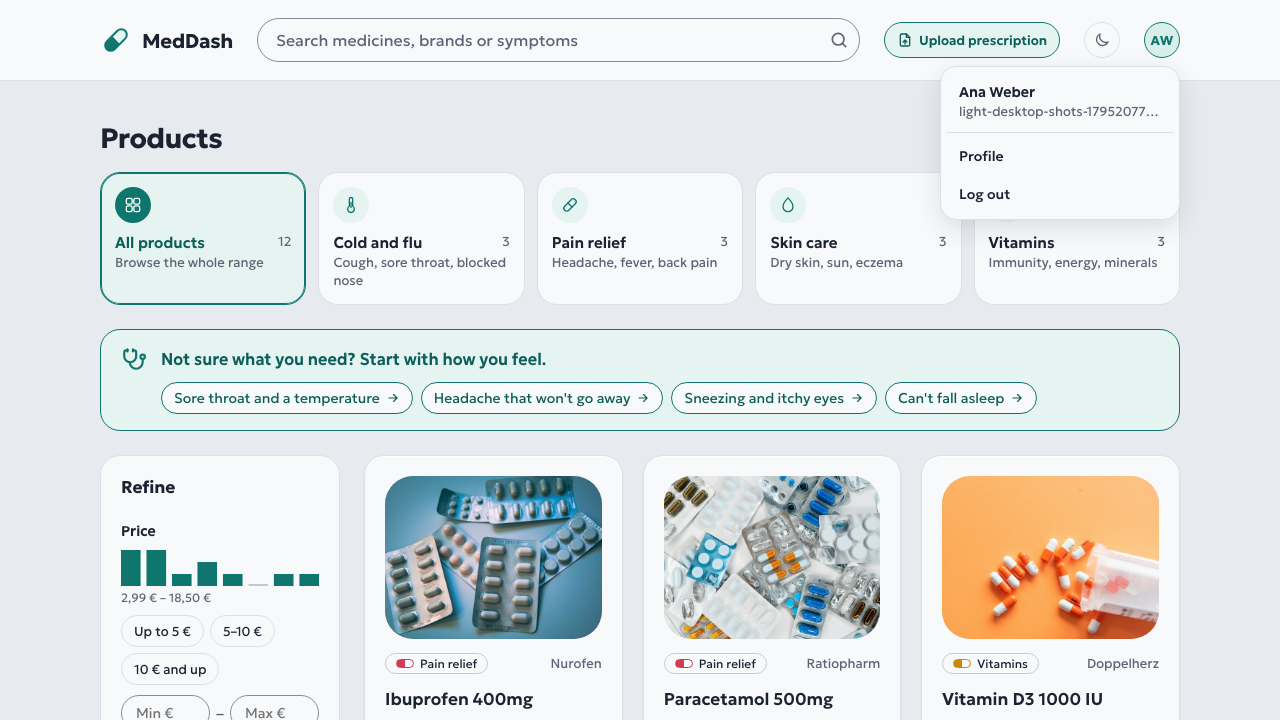 MedDash
Search medicines, brands or symptoms
Upload prescription
AW
Ana Weber
light-desktop-shots-17952077…
Profile
Log out
Products
All products 12
Browse the whole range
Cold and flu 3
Cough, sore throat, blocked
nose
Pain relief 3
Headache, fever, back pain
Skin care 3
Dry skin, sun, eczema
Vitamins 3
Immunity, energy, minerals
Not sure what you need? Start with how you feel.
Sore throat and a temperature →
Headache that won't go away →
Sneezing and itchy eyes →
Can't fall asleep →
Refine
Price
2,99 € – 18,50 €
Up to 5 €
5–10 €
10 € and up
Min € – Max €
Pain relief
Nurofen
Ibuprofen 400mg
Pain relief
Ratiopharm
Paracetamol 500mg
Vitamins
Doppelherz
Vitamin D3 1000 IU